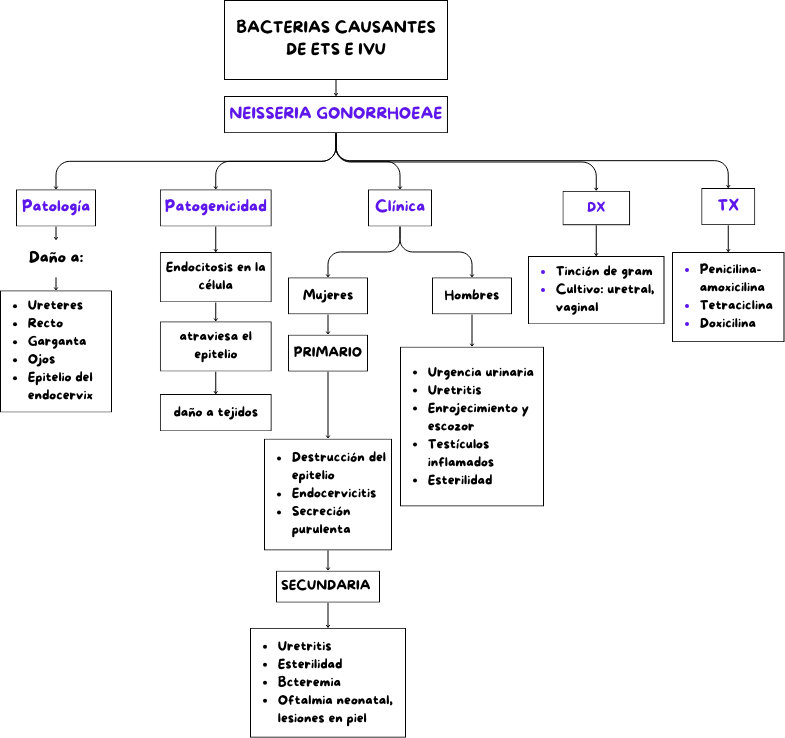 BACTERIAS CAUSANTES
DE ETS E IVU
NEISSERIA GONORRHOEAE
Patología
Daño a:
Ureteres
Recto
Garganta
Ojos
Epitelio del
endocervix
Patogenicidad
Endocitosis en la
célula
atraviesa el
epitelio
daño a tejidos
Clínica
Mujeres
PRIMARIO
Destrucción del
epitelio
Endocervicitis
Secreción
purulenta
SECUNDARIA
Uretritis
Esterilidad
Bcteremia
Oftalmia neonatal,
lesiones en piel
Hombres
Urgencia urinaria
Uretritis
Enrojecimiento y
escozor
Testículos
inflamados
Esterilidad
DX
Tinción de gram
Cultivo: uretral,
vaginal
TX
Penicilina-
amoxicilina
Tetraciclina
Doxicilina